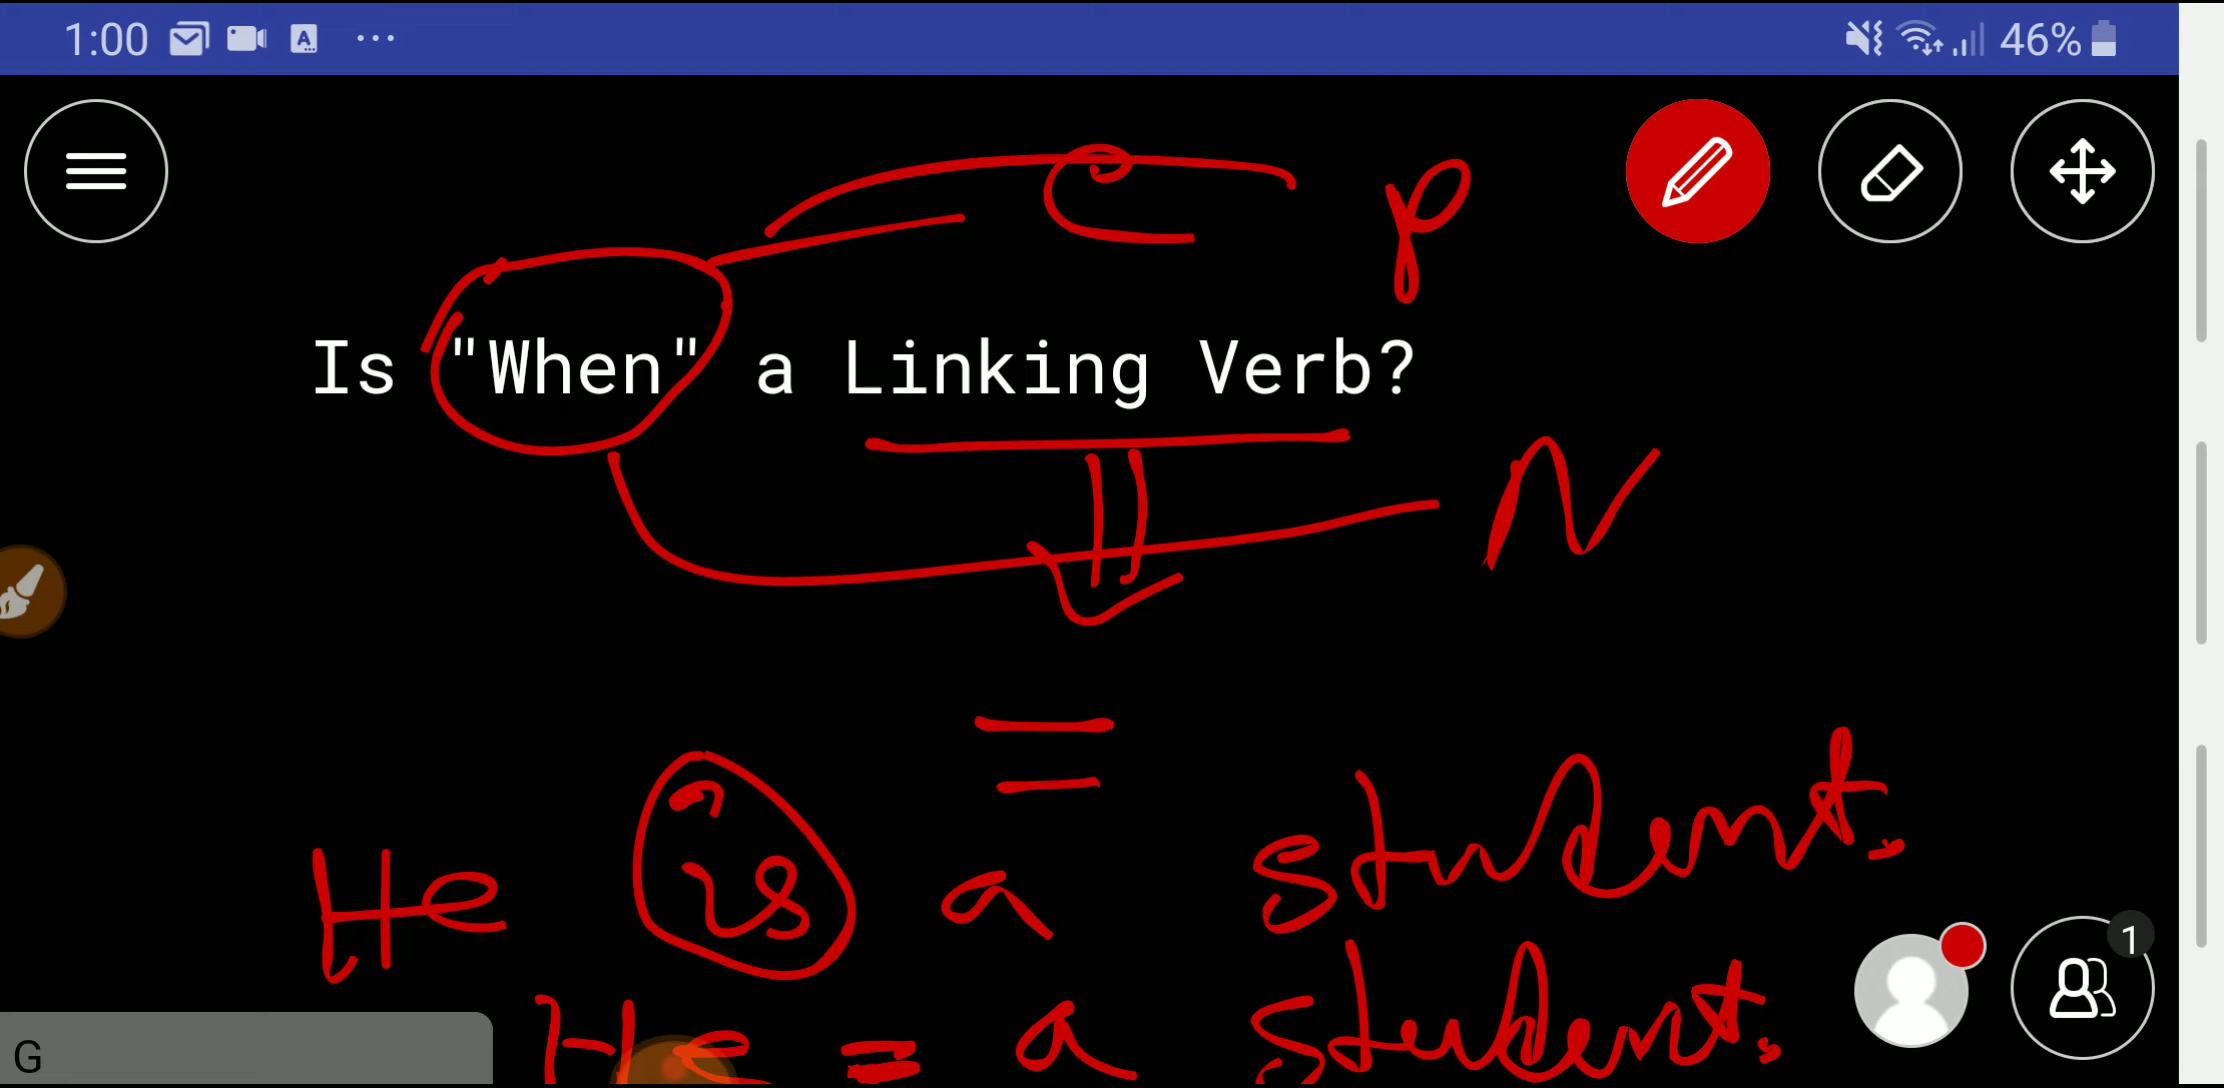 1:00 46%
C P
Is "When" a Linking Verb?
N
=
He is a student.
He = a student.
1
G